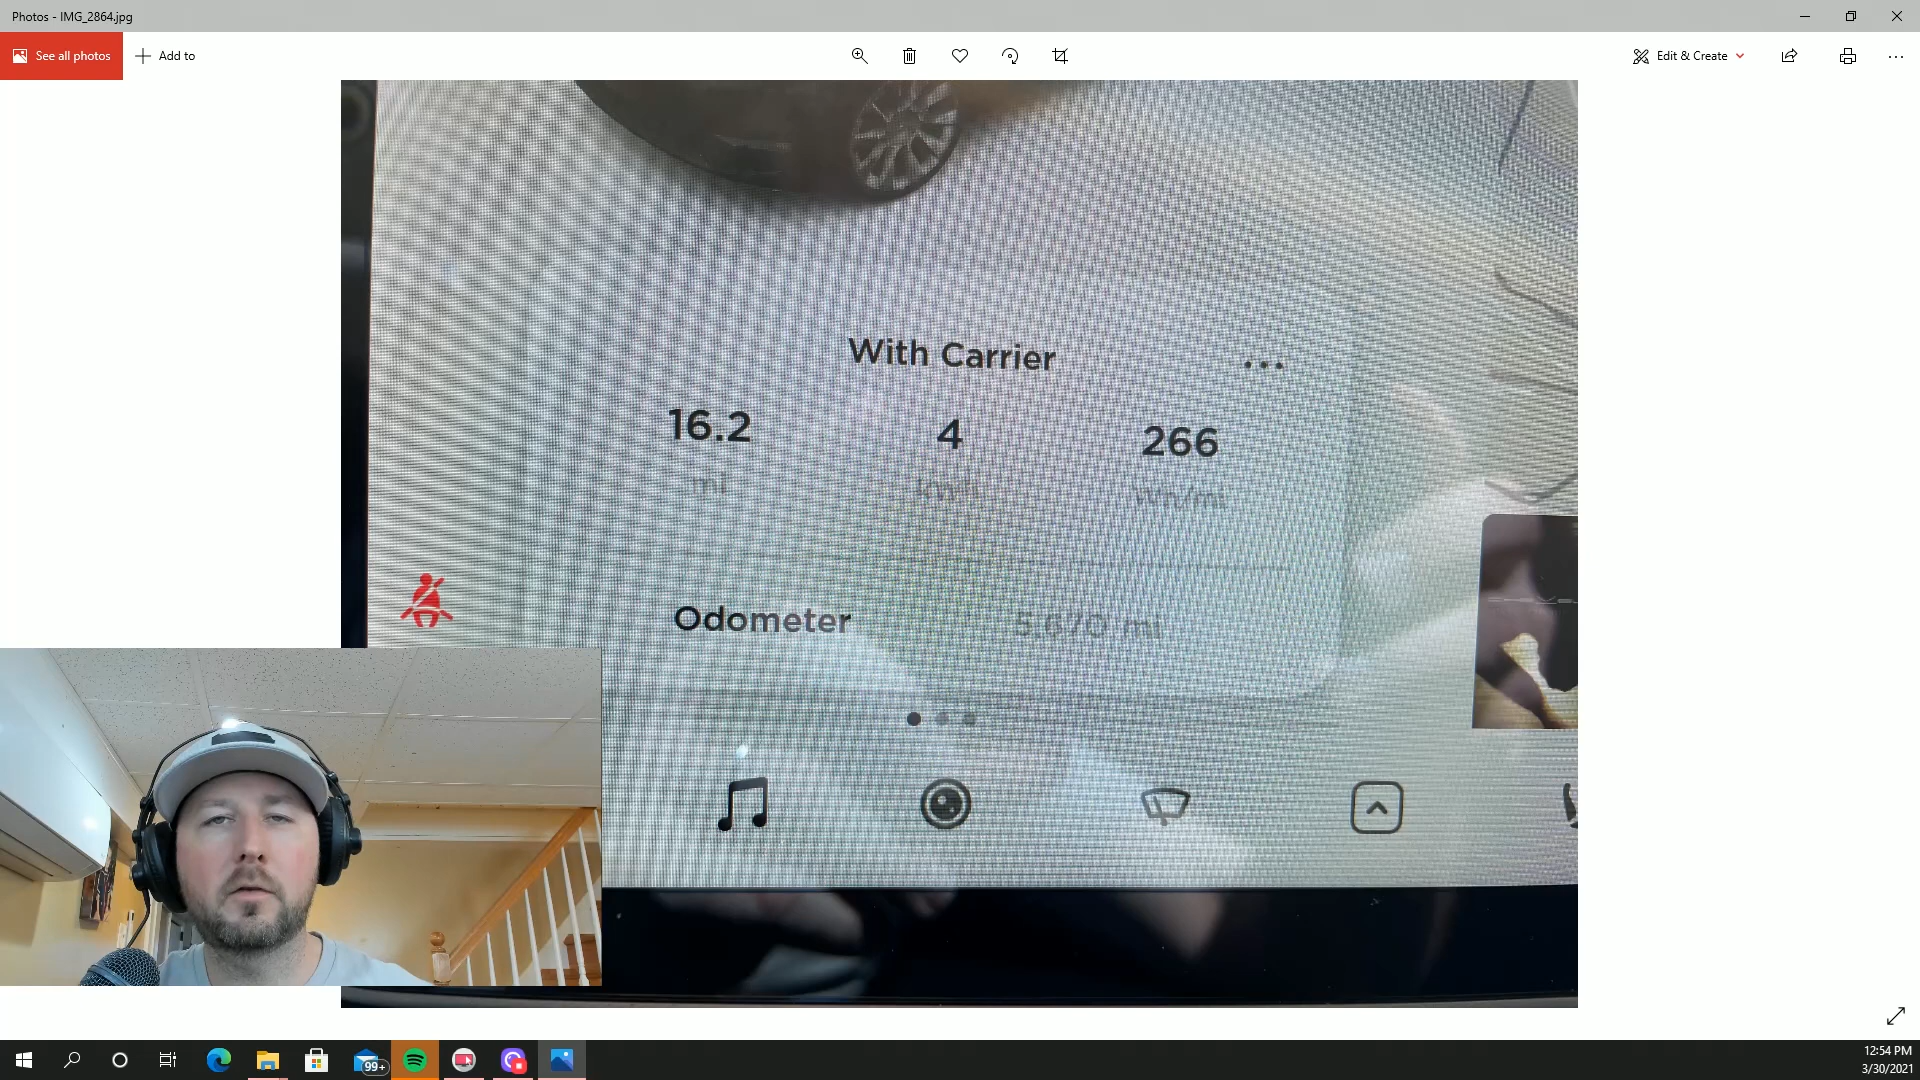 Photos - IMG_2864.jpg
See all photos
Add to
Edit & Create
With Carrier
16.2 4 266
mi kWh Wh/mi
Odometer 5,670 mi
99+
12:54 PM
3/30/2021